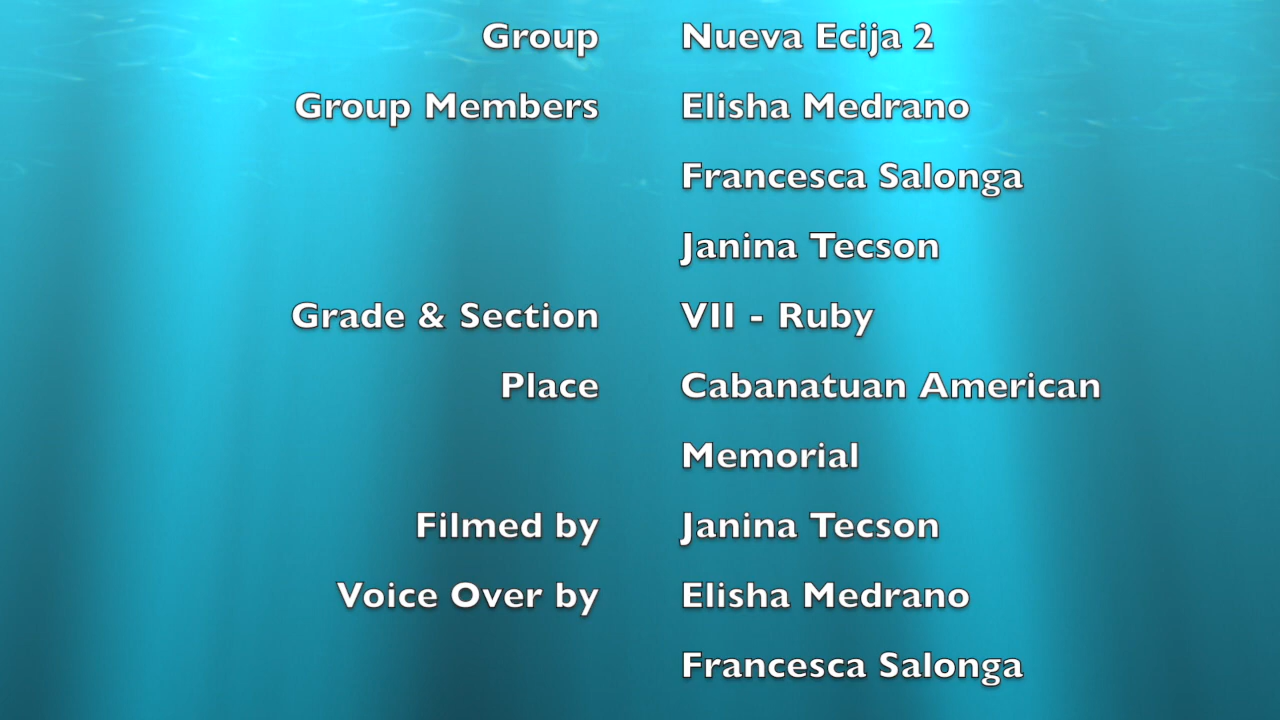 Group Nueva Ecija 2
Group Members Elisha Medrano
Francesca Salonga
Janina Tecson
Grade & Section VII - Ruby
Place Cabanatuan American
Memorial
Filmed by Janina Tecson
Voice Over by Elisha Medrano
Francesca Salonga